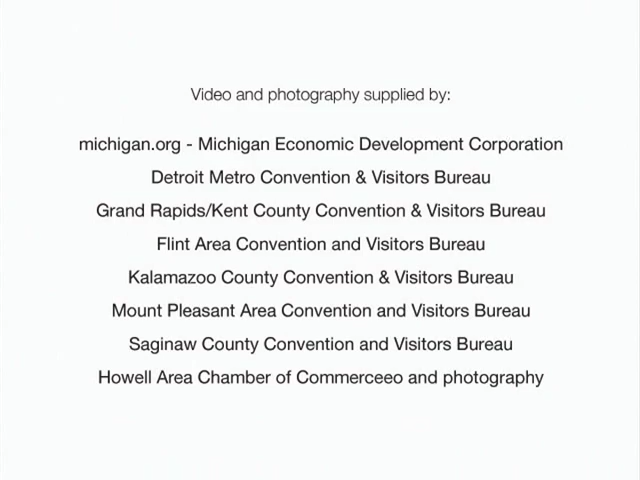 Video and photography supplied by:
michigan.org - Michigan Economic Development Corporation
Detroit Metro Convention & Visitors Bureau
Grand Rapids/Kent County Convention & Visitors Bureau
Flint Area Convention and Visitors Bureau
Kalamazoo County Convention & Visitors Bureau
Mount Pleasant Area Convention and Visitors Bureau
Saginaw County Convention and Visitors Bureau
Howell Area Chamber of Commerceeo and photography